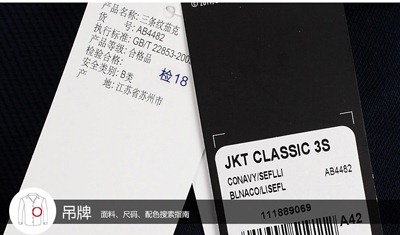 产品名称: 三条纹茄克
货 号: AB4482
执行标准: GB/T 22853-200
产品等级: 合格品
检验合格: 检18
安全类别: B类
产 地: 江苏省苏州市
JKT CLASSIC 3S
CONAVY/SEFLLI AB4482
BLNACO/LISEFL
111889069
A42
吊牌 面料、尺码、配色搜索指南